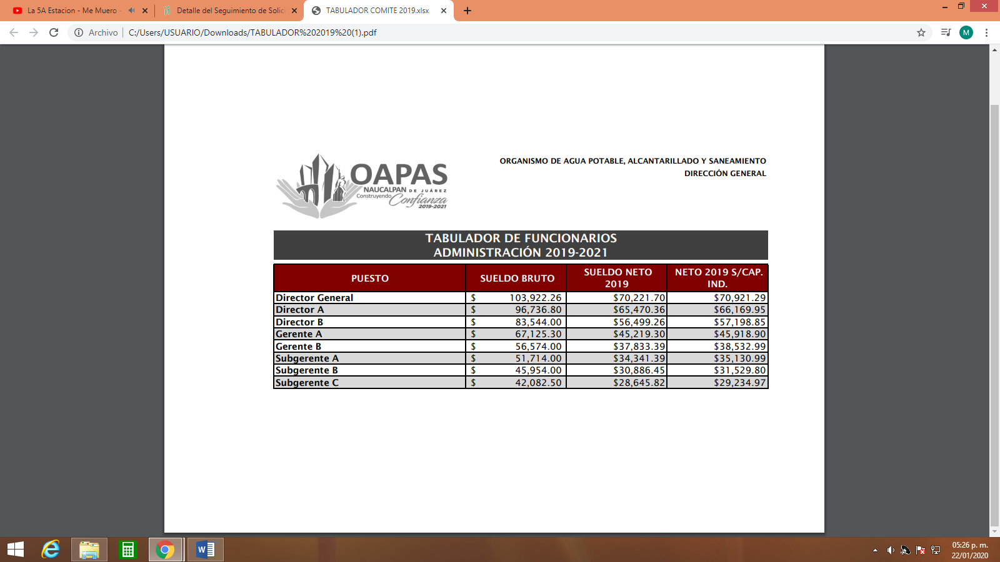 La 5A Estacion - Me Muero -
Detalle del Seguimiento de Solic
TABULADOR COMITE 2019.xlsx
Archivo
C:/Users/USUARIO/Downloads/TABULADOR%202019%20(1).pdf
M
OAPAS
NAUCALPAN DE JUÁREZ
Construyendo
Confianza
2019-2021
ORGANISMO DE AGUA POTABLE, ALCANTARILLADO Y SANEAMIENTO
DIRECCIÓN GENERAL
TABULADOR DE FUNCIONARIOS
ADMINISTRACIÓN 2019-2021
PUESTO SUELDO BRUTO SUELDO NETO 2019 NETO 2019 S/CAP. IND.
Director General $ 103,922.26 $70,221.70 $70,921.29
Director A $ 96,736.80 $65,470.36 $66,169.95
Director B $ 83,544.00 $56,499.26 $57,198.85
Gerente A $ 67,125.30 $45,219.30 $45,918.90
Gerente B $ 56,574.00 $37,833.39 $38,532.99
Subgerente A $ 51,714.00 $34,341.39 $35,130.99
Subgerente B $ 45,954.00 $30,886.45 $31,529.80
Subgerente C $ 42,082.50 $28,645.82 $29,234.97
05:26 p. m.
22/01/2020